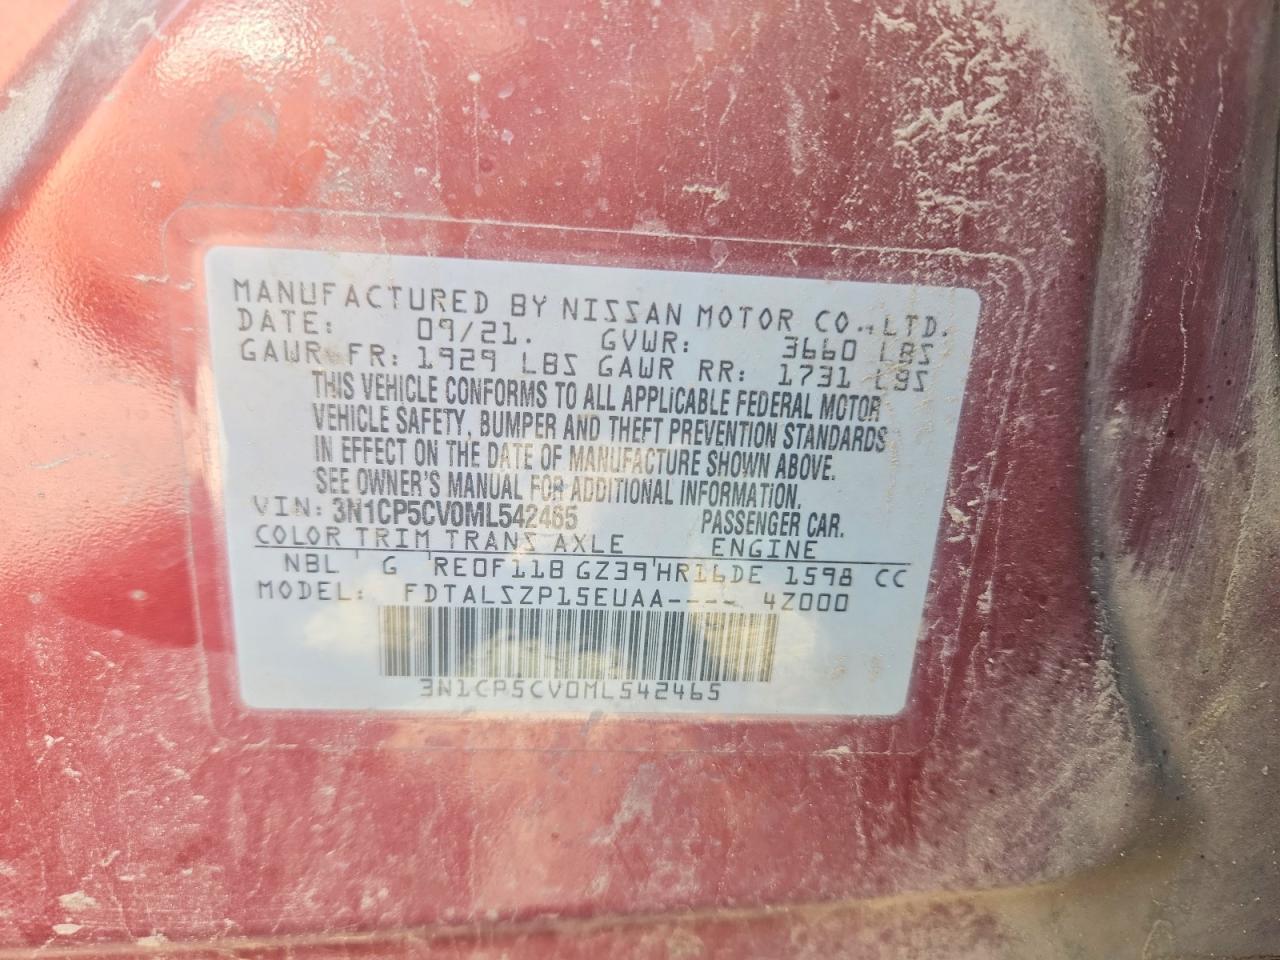 MANUFACTURED BY NISSAN MOTOR CO., LTD.
DATE: 09/21. GVWR: 3660 LBS
GAWR FR: 1929 LBS GAWR RR: 1731 LBS
THIS VEHICLE CONFORMS TO ALL APPLICABLE FEDERAL MOTOR
VEHICLE SAFETY, BUMPER AND THEFT PREVENTION STANDARDS
IN EFFECT ON THE DATE OF MANUFACTURE SHOWN ABOVE.
SEE OWNER'S MANUAL FOR ADDITIONAL INFORMATION.
VIN: 3N1CP5CV0ML542465 PASSENGER CAR.
COLOR TRIM TRANS AXLE ENGINE
NBL G RE0F11B GZ39 HR16DE 1598 CC
MODEL: FDTALSZP15EUAA---- 4Z000
3N1CP5CV0ML542465